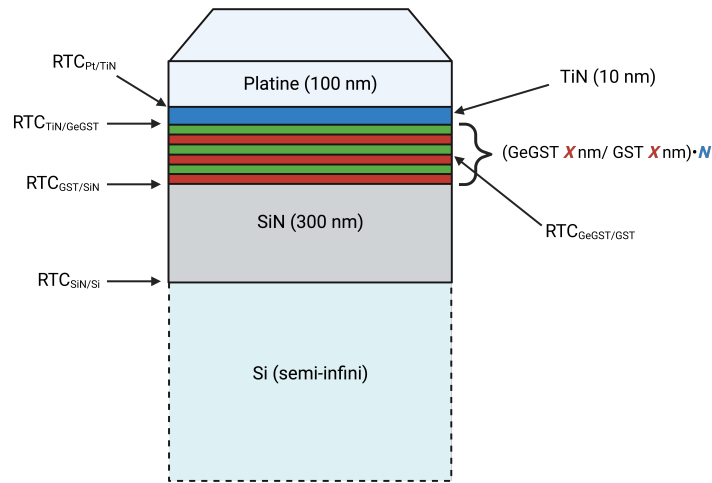 RTC_Pt/TiN
Platine (100 nm)
TiN (10 nm)
RTC_TiN/GeGST
(GeGST X nm/ GST X nm)·N
RTC_GST/SiN
SiN (300 nm)
RTC_GeGST/GST
RTC_SiN/Si
Si (semi-infini)